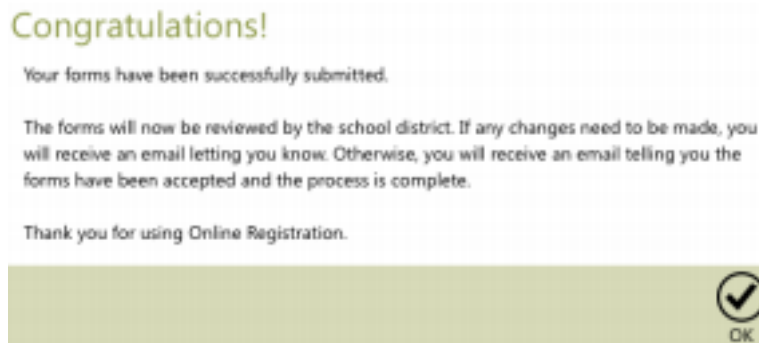 Congratulations!
Your forms have been successfully submitted.
The forms will now be reviewed by the school district. If any changes need to be made, you
will receive an email letting you know. Otherwise, you will receive an email telling you the
forms have been accepted and the process is complete.
Thank you for using Online Registration.
OK